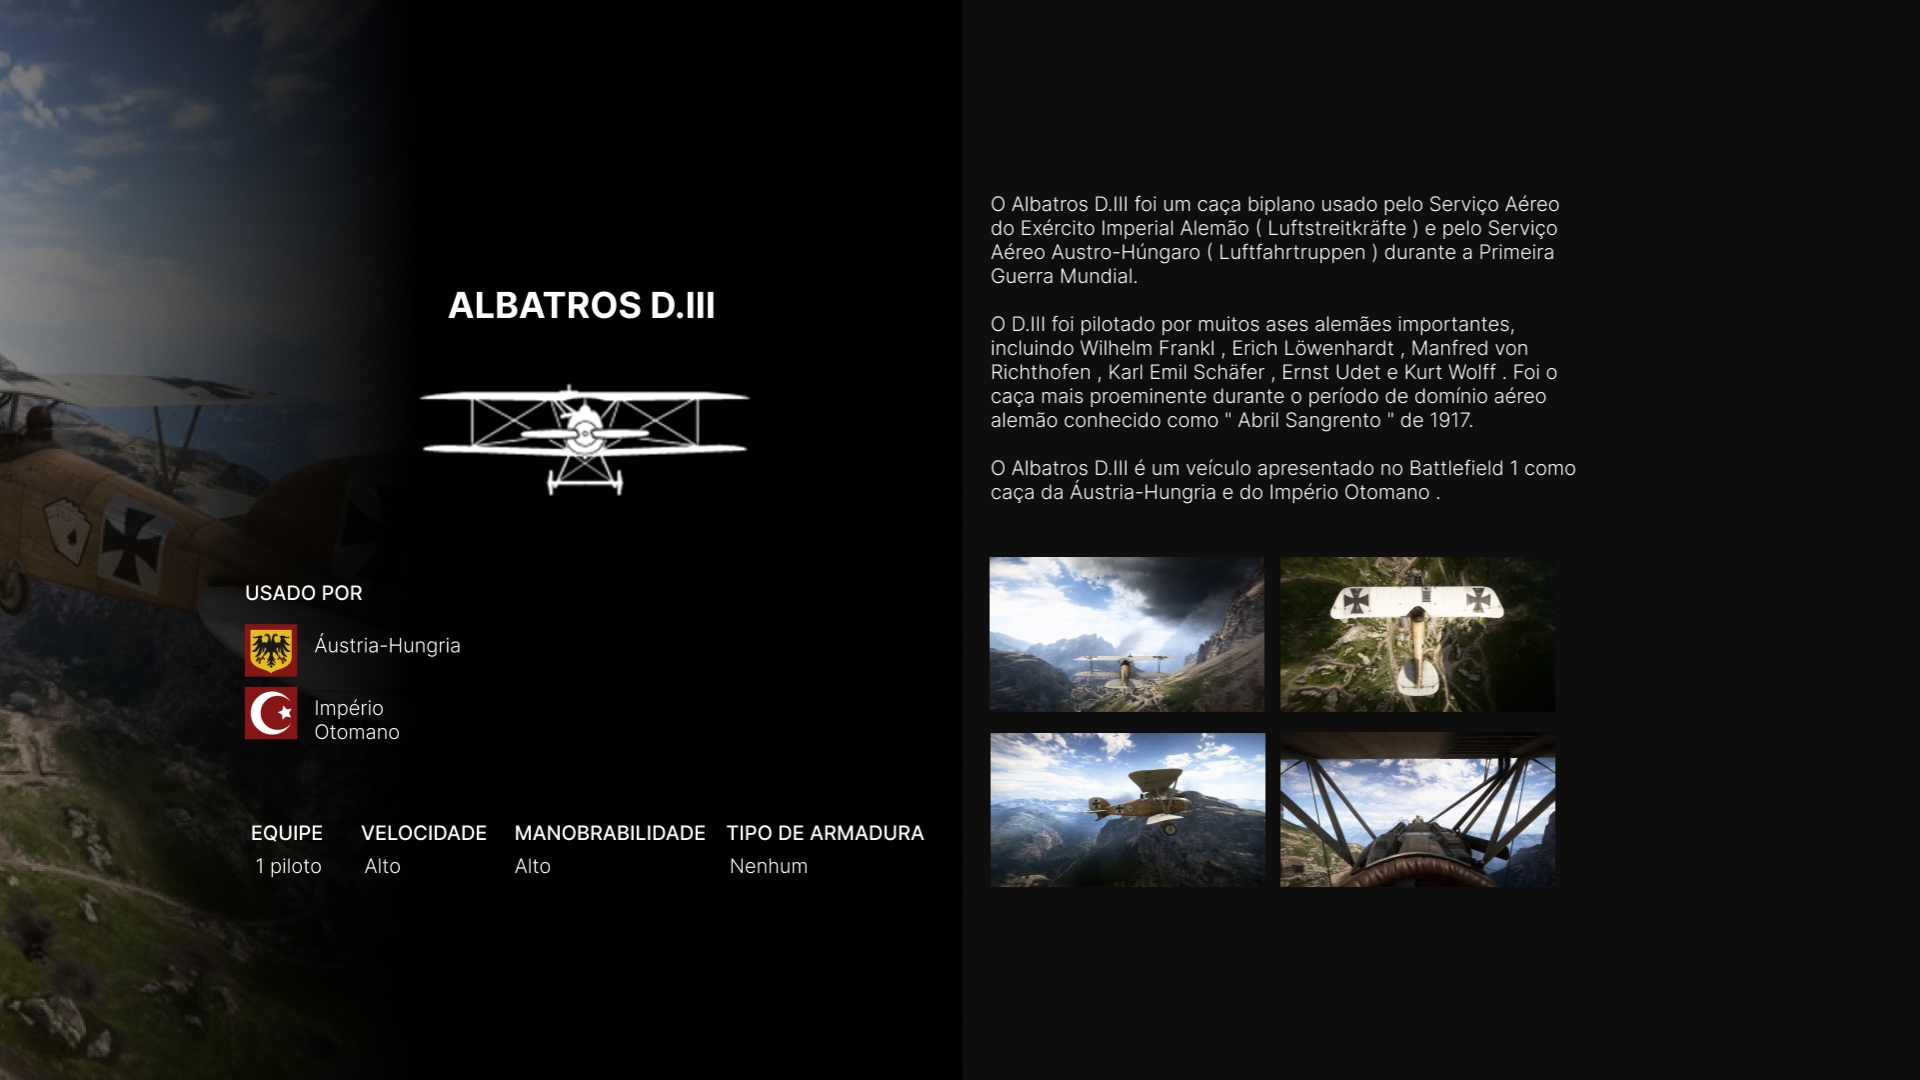 ALBATROS D.III
USADO POR
Áustria-Hungria
Império
Otomano
EQUIPE
1 piloto
VELOCIDADE
Alto
MANOBRABILIDADE
Alto
TIPO DE ARMADURA
Nenhum
O Albatros D.III foi um caça biplano usado pelo Serviço Aéreo
do Exército Imperial Alemão ( Luftstreitkräfte ) e pelo Serviço
Aéreo Austro-Húngaro ( Luftfahrtruppen ) durante a Primeira
Guerra Mundial.
O D.III foi pilotado por muitos ases alemães importantes,
incluindo Wilhelm Frankl , Erich Löwenhardt , Manfred von
Richthofen , Karl Emil Schäfer , Ernst Udet e Kurt Wolff . Foi o
caça mais proeminente durante o período de domínio aéreo
alemão conhecido como " Abril Sangrento " de 1917.
O Albatros D.III é um veículo apresentado no Battlefield 1 como
caça da Áustria-Hungria e do Império Otomano .